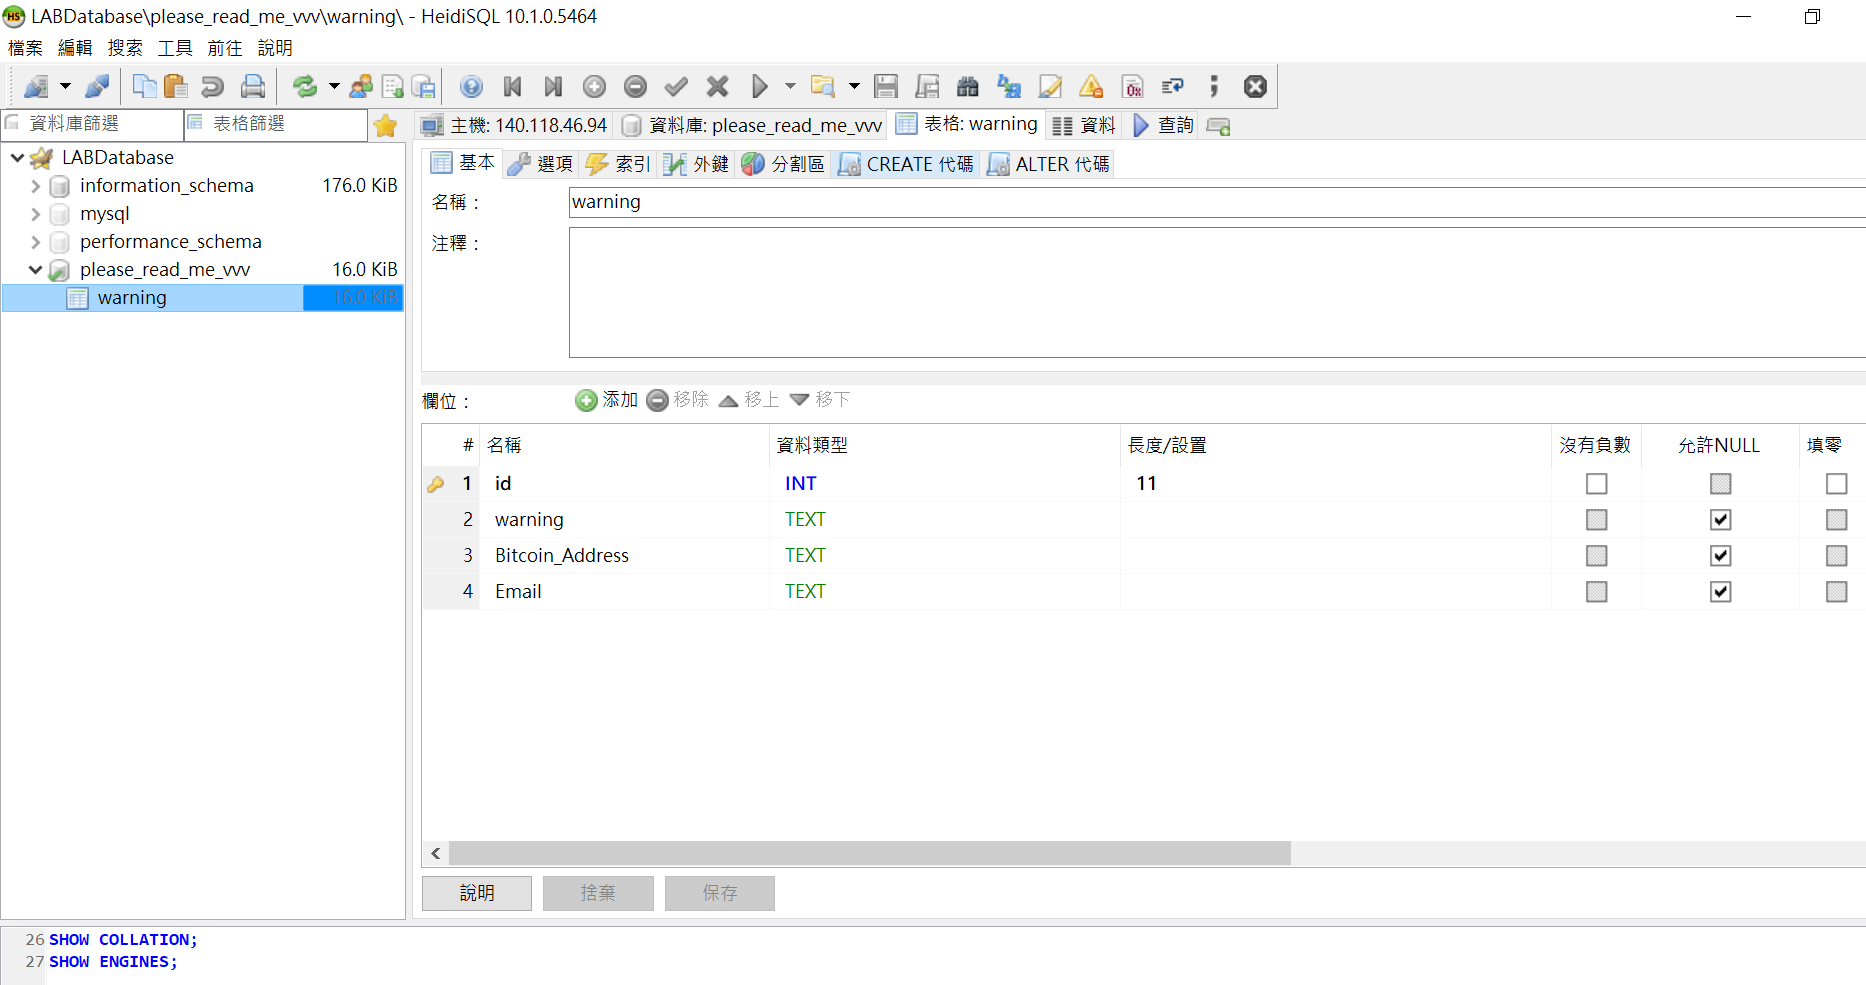 LABDatabase\please_read_me_vvv\warning\ - HeidiSQL 10.1.0.5464
檔案 編輯 搜索 工具 前往 說明
資料庫篩選 表格篩選
主機: 140.118.46.94 資料庫: please_read_me_vvv 表格: warning 資料 查詢
LABDatabase
information_schema 176.0 KiB
mysql
performance_schema
please_read_me_vvv 16.0 KiB
warning 16.0 KiB
基本 選項 索引 外鍵 分割區 CREATE 代碼 ALTER 代碼
名稱： warning
注釋：
欄位： 添加 移除 移上 移下
# 名稱 資料類型 長度/設置 沒有負數 允許NULL 填零
1 id INT 11
2 warning TEXT
3 Bitcoin_Address TEXT
4 Email TEXT
說明 捨棄 保存
26 SHOW COLLATION;
27 SHOW ENGINES;